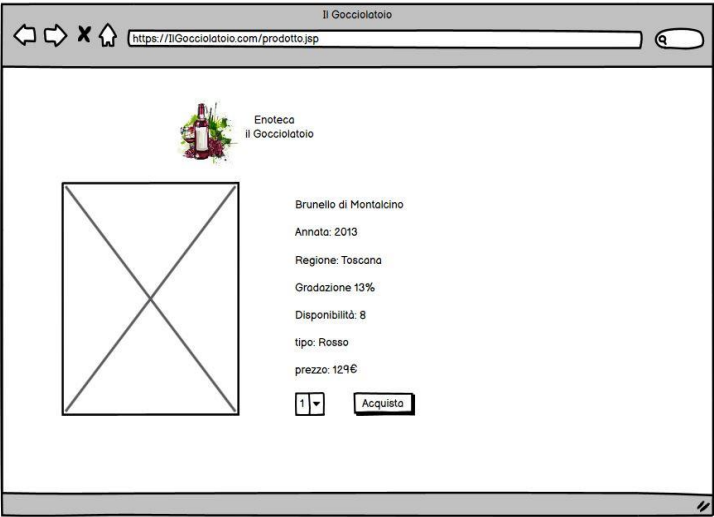 Il Gocciolatoio
https://IlGocciolatoio.com/prodotto.jsp
Enoteca
il Gocciolatoio
Brunello di Montalcino
Annata: 2013
Regione: Toscana
Gradazione 13%
Disponibilità: 8
tipo: Rosso
prezzo: 129€
1
Acquista